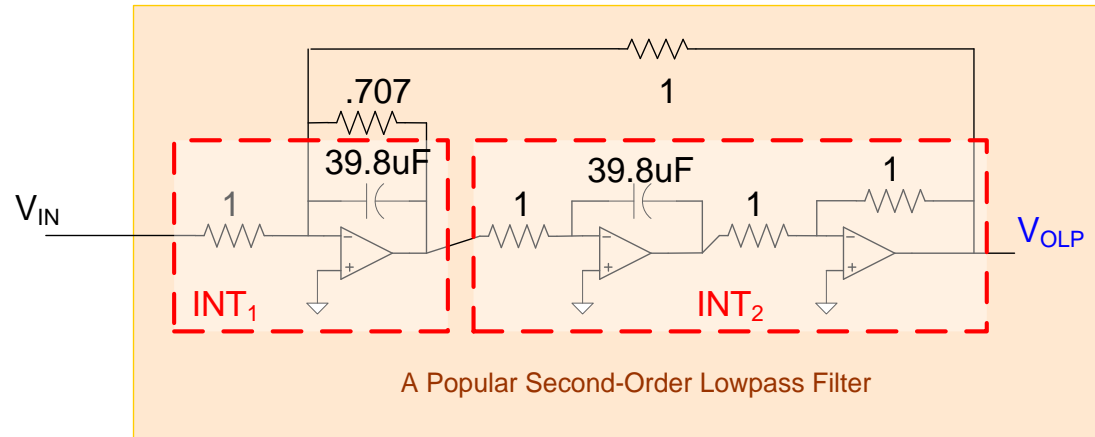 1
.707
39.8uF
39.8uF
1
V_IN
1
1
1
V_OLP
−
+
−
+
−
+
INT_1
INT_2
A Popular Second-Order Lowpass Filter